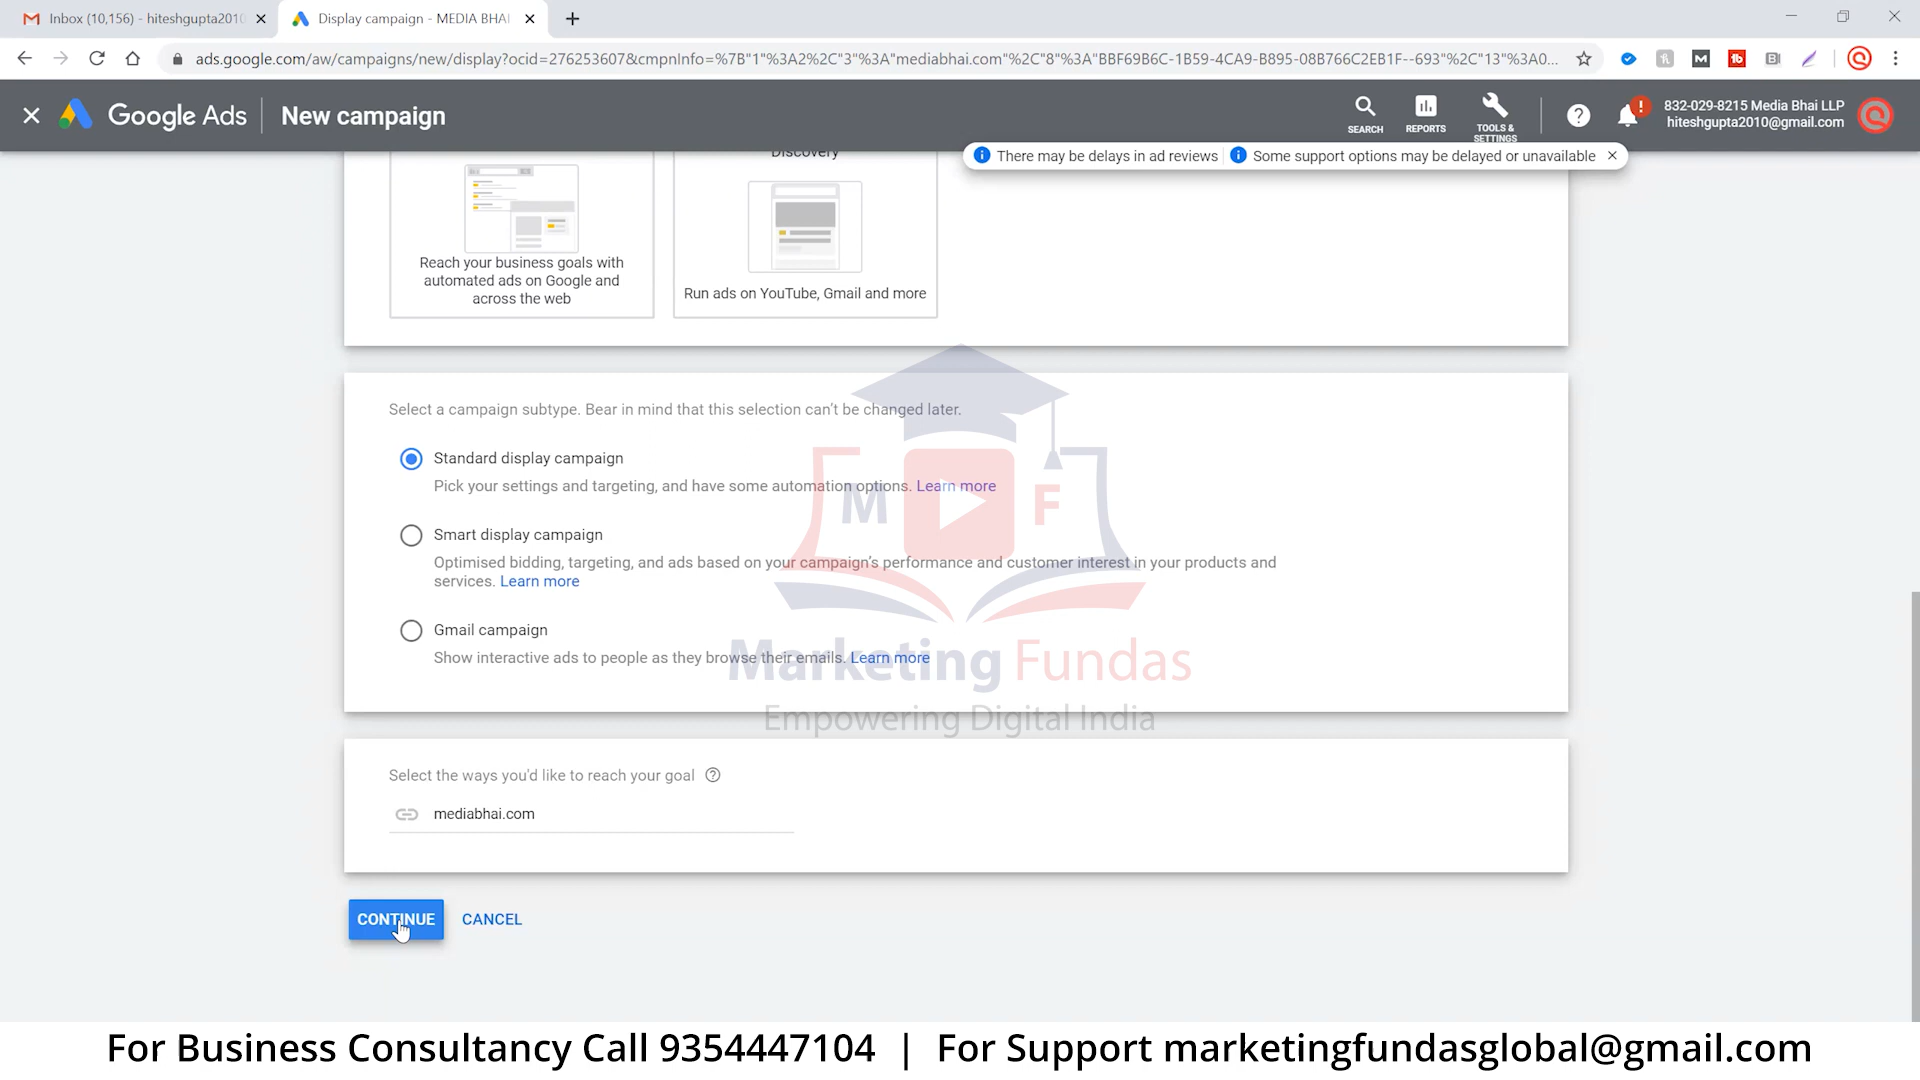 Inbox (10,156) - hiteshgupta2010
Display campaign - MEDIA BHAI
ads.google.com/aw/campaigns/new/display?ocid=276253607&cmpnInfo=%7B"1"%3A2%2C"3"%3A"mediabhai.com"%2C"8"%3A"BBF69B6C-1B59-4CA9-B895-08B766C2EB1F--693"%2C"13"%3A0...
Google Ads
New campaign
SEARCH
REPORTS
TOOLS &
SETTINGS
832-029-8215 Media Bhai LLP
hiteshgupta2010@gmail.com
There may be delays in ad reviews
Some support options may be delayed or unavailable
Discovery
Reach your business goals with
automated ads on Google and
across the web
Run ads on YouTube, Gmail and more
Select a campaign subtype. Bear in mind that this selection can't be changed later.
Standard display campaign
Pick your settings and targeting, and have some automation options. Learn more
Smart display campaign
Optimised bidding, targeting, and ads based on your campaign's performance and customer interest in your products and
services. Learn more
Gmail campaign
Show interactive ads to people as they browse their emails. Learn more
M F
Marketing Fundas
Empowering Digital India
Select the ways you'd like to reach your goal
mediabhai.com
CONTINUE
CANCEL
For Business Consultancy Call 9354447104 | For Support marketingfundasglobal@gmail.com